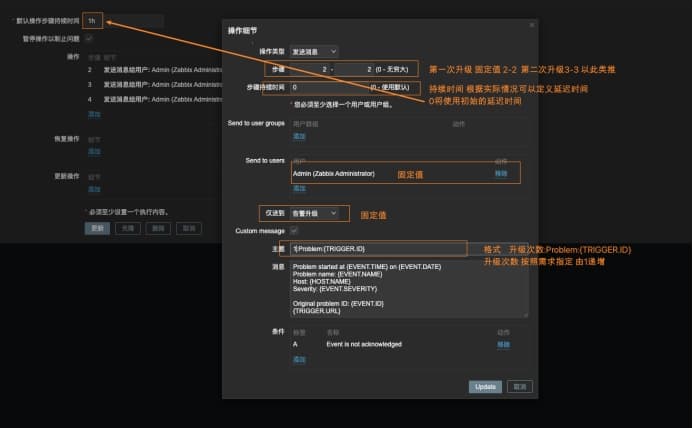 * 默认操作步骤持续时间 1h
暂停操作以制止问题
操作 步骤 细节
2 发送消息给用户: Admin (Zabbix Administrator
3 发送消息给用户: Admin (Zabbix Administra
4 发送消息给用户: Admin (Zabbix Administra
添加
恢复操作 细节
添加
更新操作 细节
添加
* 必须至少设置一个执行内容。
更新 克隆 删除 取消
操作细节
操作类型 发送消息
步骤 2 - 2 (0 - 无穷大)
步骤持续时间 0 (0 - 使用默认)
* 您必须至少选择一个用户或用户组。
Send to user groups 用户群组 动作
添加
Send to users 用户 动作
Admin (Zabbix Administrator) 移除
添加
仅送到 告警升级
Custom message
主题 1:Problem:{TRIGGER.ID}
消息 Problem started at {EVENT.TIME} on {EVENT.DATE}
Problem name: {EVENT.NAME}
Host: {HOST.NAME}
Severity: {EVENT.SEVERITY}
Original problem ID: {EVENT.ID}
{TRIGGER.URL}
条件 标签 名称 动作
A Event is not acknowledged 移除
添加
Update 取消
第一次升级 固定值 2-2 第二次升级3-3 以此类推
持续时间 根据实际情况可以定义延迟时间
0将使用初始的延迟时间
固定值
固定值
格式 升级次数:Problem:{TRIGGER.ID}
升级次数 按照需求指定 由1递增